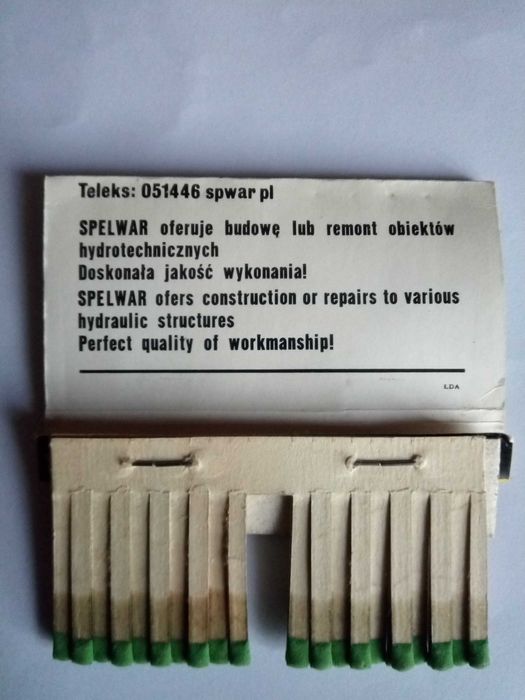 Teleks: 051446 spwar pl
SPELWAR oferuje budowę lub remont obiektów
hydrotechnicznych
Doskonała jakość wykonania!
SPELWAR ofers construction or repairs to various
hydraulic structures
Perfect quality of workmanship!
LDA